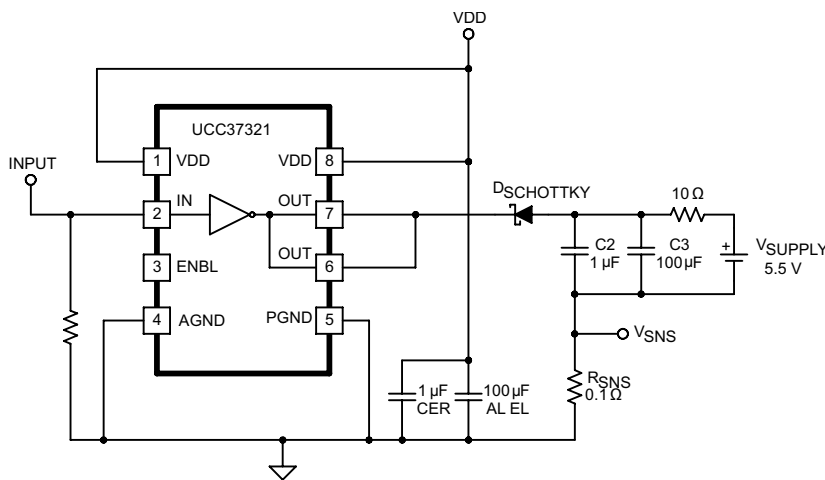 VDD
UCC37321
INPUT
1 VDD
VDD 8
2 IN
OUT 7
3 ENBL
OUT 6
4 AGND
PGND 5
DSCHOTTKY
10 Ω
C2
1 µF
C3
100 µF
+
VSUPPLY
5.5 V
VSNS
1 µF
CER
100 µF
AL EL
RSNS
0.1 Ω